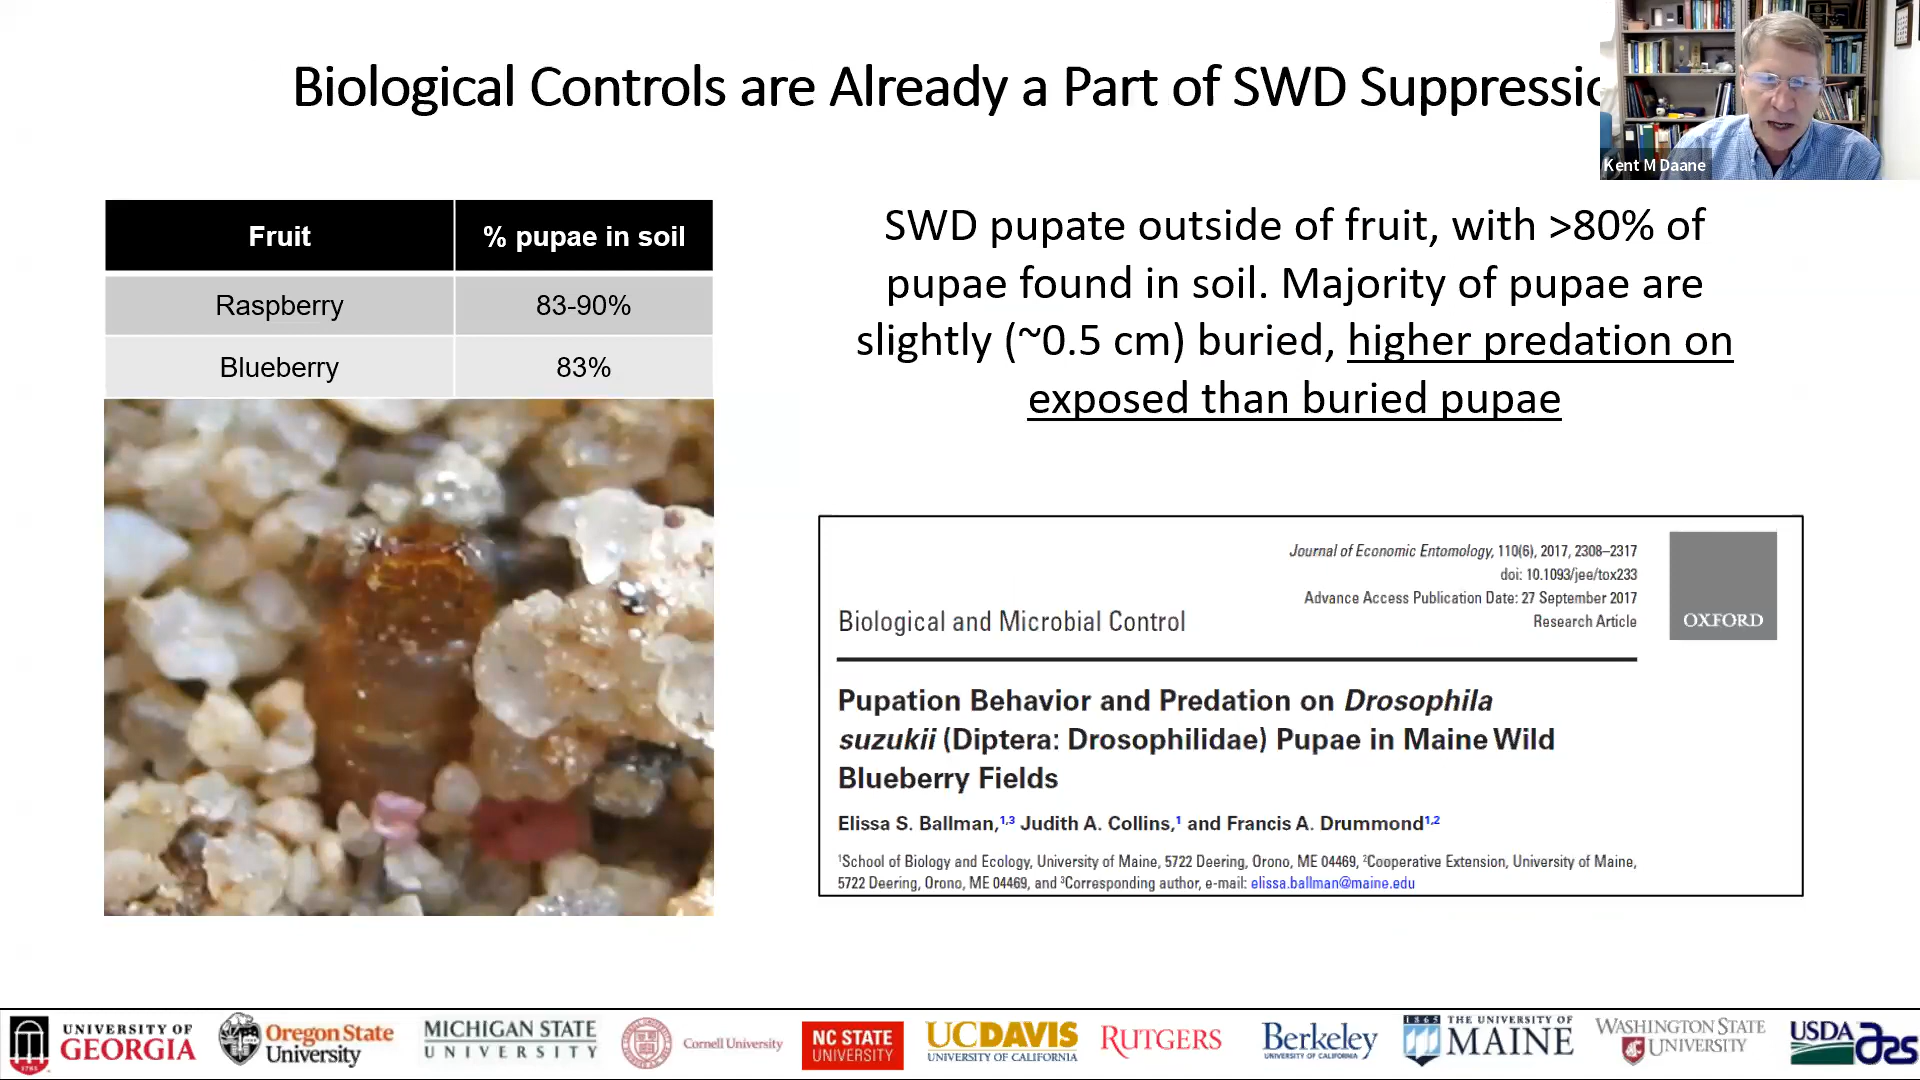 Biological Controls are Already a Part of SWD Suppressio
Kent M Daane
Fruit % pupae in soil
Raspberry 83-90%
Blueberry 83%
SWD pupate outside of fruit, with >80% of
pupae found in soil. Majority of pupae are
slightly (~0.5 cm) buried, higher predation on
exposed than buried pupae
Journal of Economic Entomology, 110(6), 2017, 2308–2317
doi: 10.1093/jee/tox233
Advance Access Publication Date: 27 September 2017
Research Article
OXFORD
Biological and Microbial Control
Pupation Behavior and Predation on Drosophila
suzukii (Diptera: Drosophilidae) Pupae in Maine Wild
Blueberry Fields
Elissa S. Ballman,1,3 Judith A. Collins,1 and Francis A. Drummond1,2
1School of Biology and Ecology, University of Maine, 5722 Deering, Orono, ME 04469, 2Cooperative Extension, University of Maine,
5722 Deering, Orono, ME 04469, and 3Corresponding author, e-mail: elissa.ballman@maine.edu
1785
UNIVERSITY OF
GEORGIA
Oregon State
University
MICHIGAN STATE
UNIVERSITY
Cornell University
NC STATE
UNIVERSITY
UCDAVIS
UNIVERSITY OF CALIFORNIA
RUTGERS
Berkeley
UNIVERSITY OF CALIFORNIA
1865
THE UNIVERSITY OF
MAINE
WASHINGTON STATE
UNIVERSITY
USDA
ars